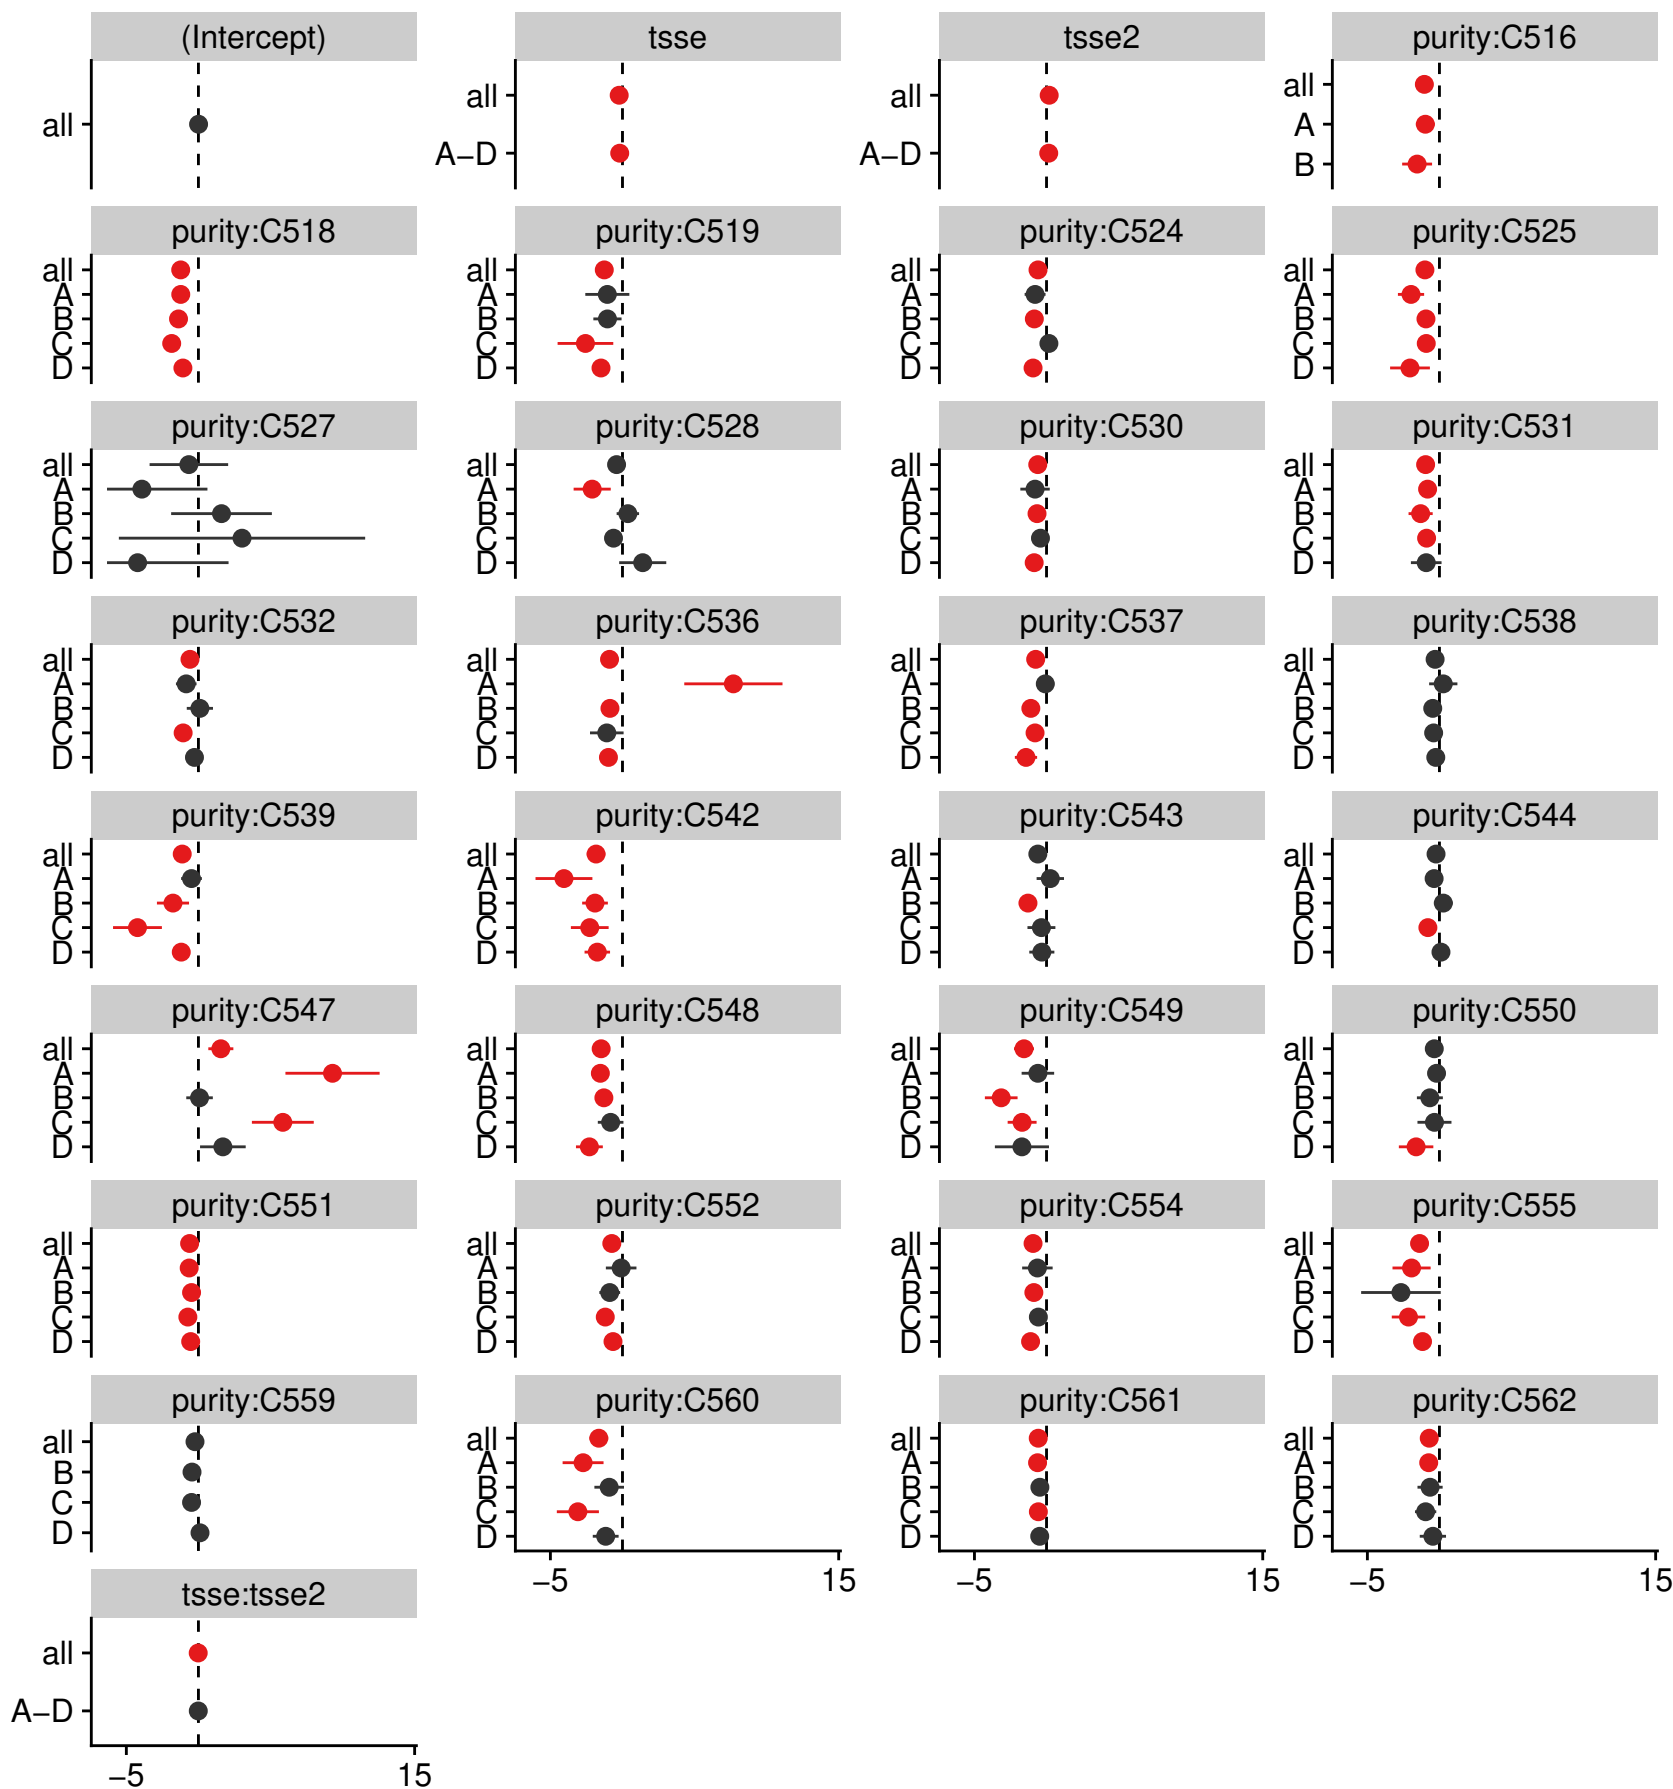 (Intercept) tsse tsse2 purity:C516
all
all
A–D
all
A–D
all
A
B
purity:C518 purity:C519 purity:C524 purity:C525
all all all all
A A A A
B B B B
C C C C
D D D D
purity:C527 purity:C528 purity:C530 purity:C531
all all all all
A A A A
B B B B
C C C C
D D D D
purity:C532 purity:C536 purity:C537 purity:C538
all all all all
A A A A
B B B B
C C C C
D D D D
purity:C539 purity:C542 purity:C543 purity:C544
all all all all
A A A A
B B B B
C C C C
D D D D
purity:C547 purity:C548 purity:C549 purity:C550
all all all all
A A A A
B B B B
C C C C
D D D D
purity:C551 purity:C552 purity:C554 purity:C555
all all all all
A A A A
B B B B
C C C C
D D D D
purity:C559 purity:C560 purity:C561 purity:C562
all all all all
B A A A
C B B B
D C C C
D D D
−5 15 −5 15 −5 15
tsse:tsse2
all
A–D
−5 15